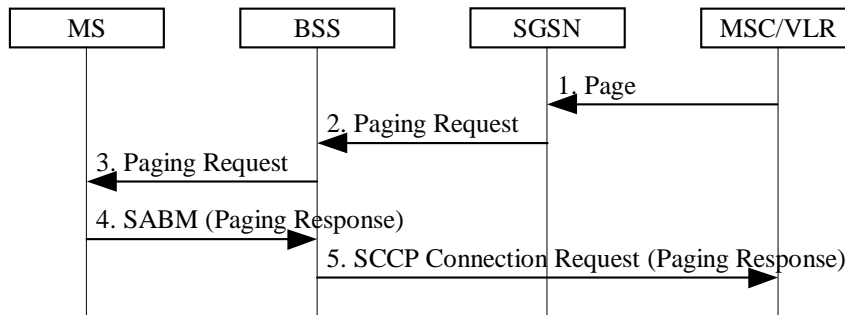 MS
BSS
SGSN
MSC/VLR
1. Page
2. Paging Request
3. Paging Request
4. SABM (Paging Response)
5. SCCP Connection Request (Paging Response)